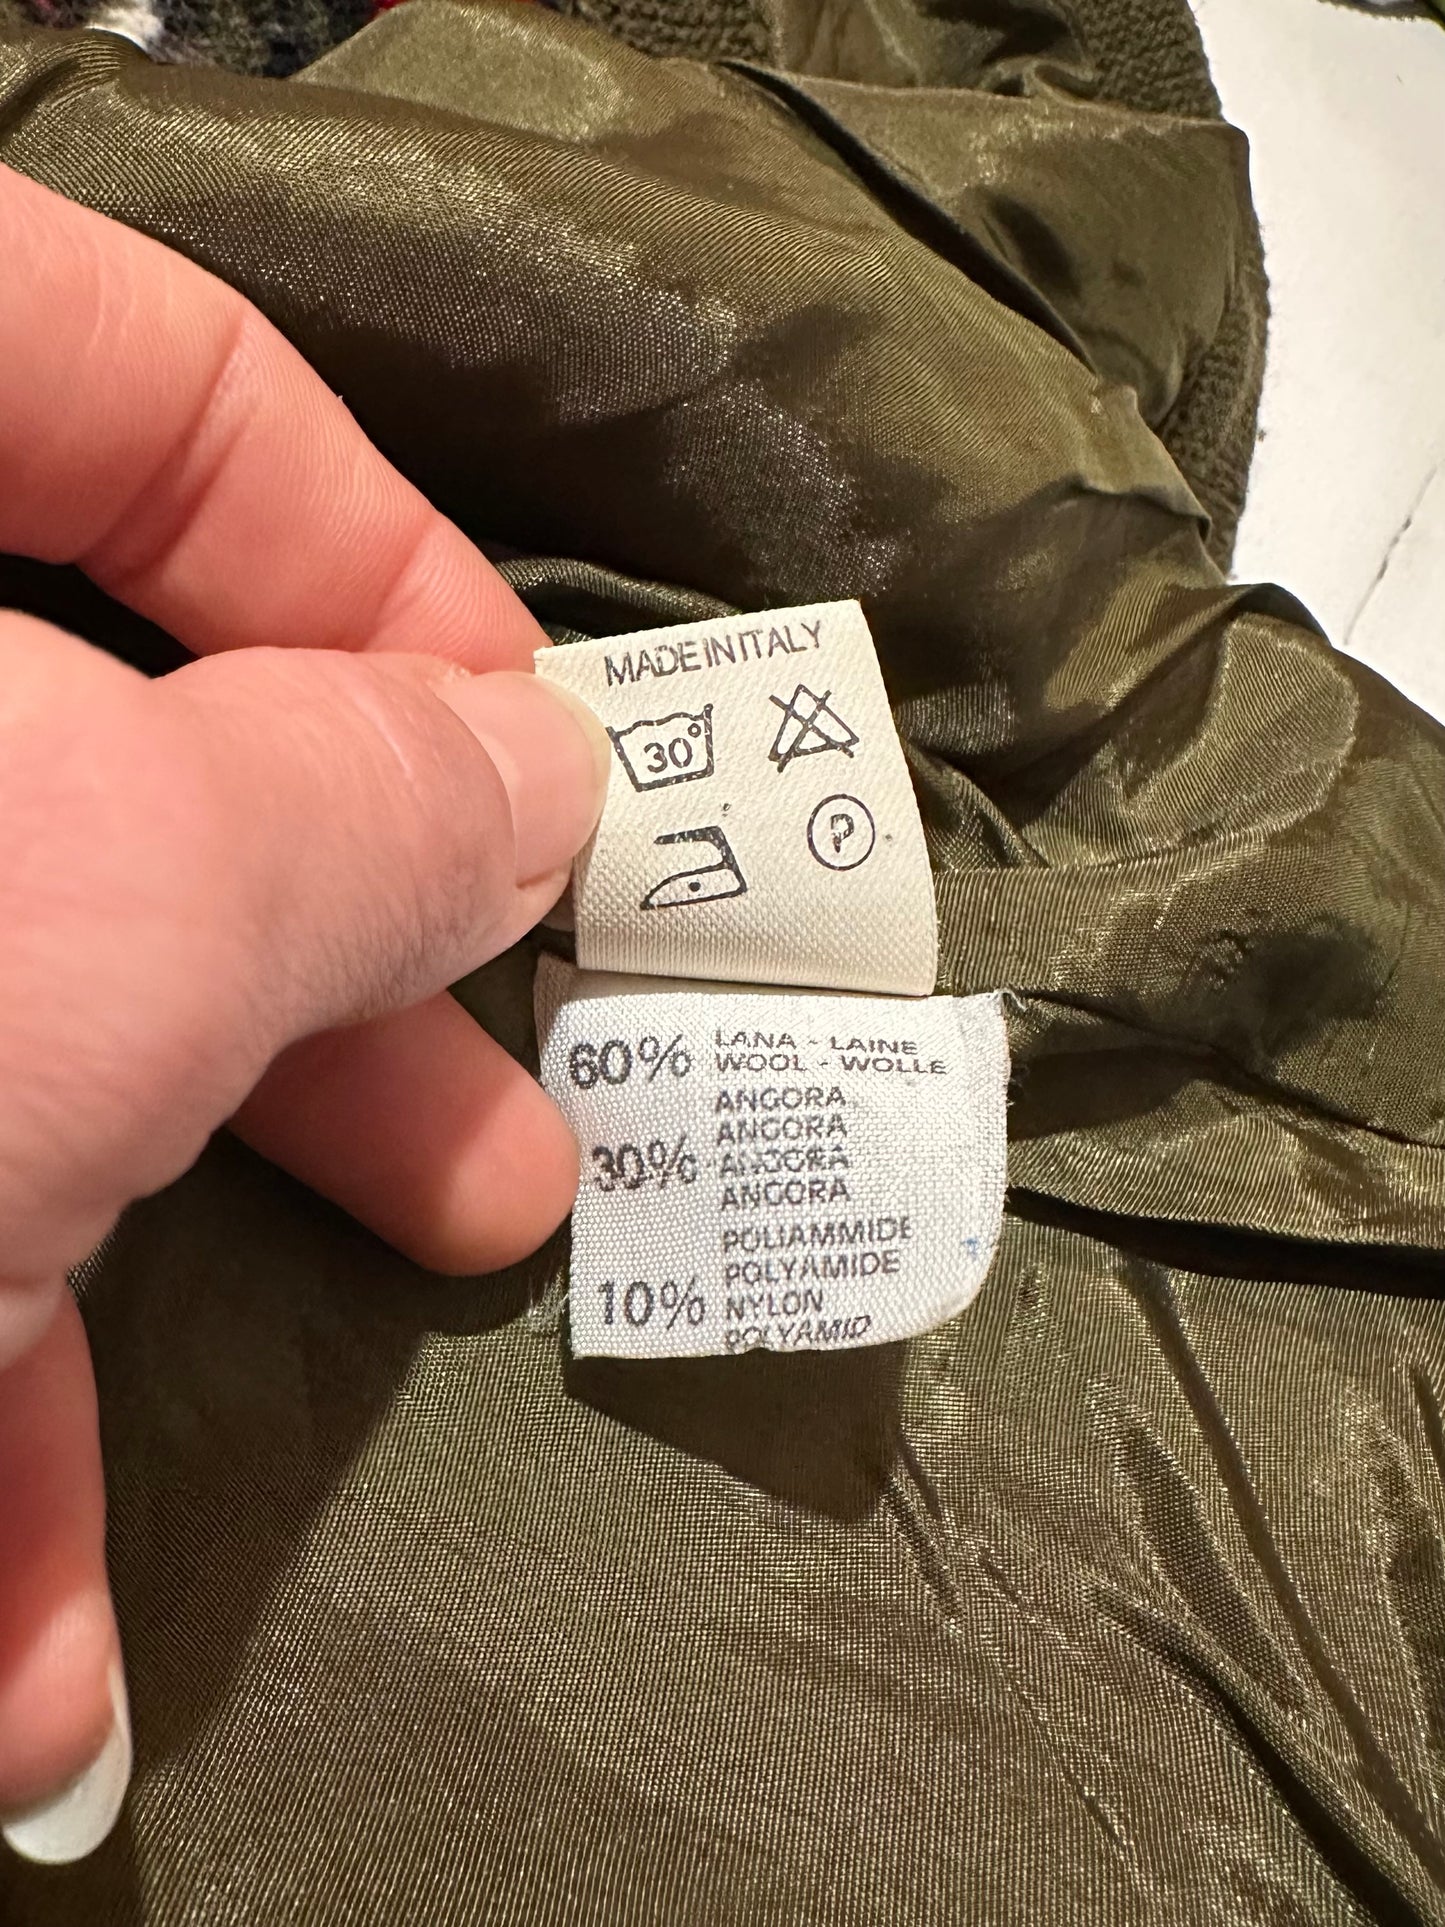 MADE IN ITALY
30°
P
60% LANA - LAINE
WOOL - WOLLE
ANGORA
ANGORA
30% ANGORA
ANGORA
POLIAMMIDE
POLYAMIDE
10% NYLON
POLYAMID